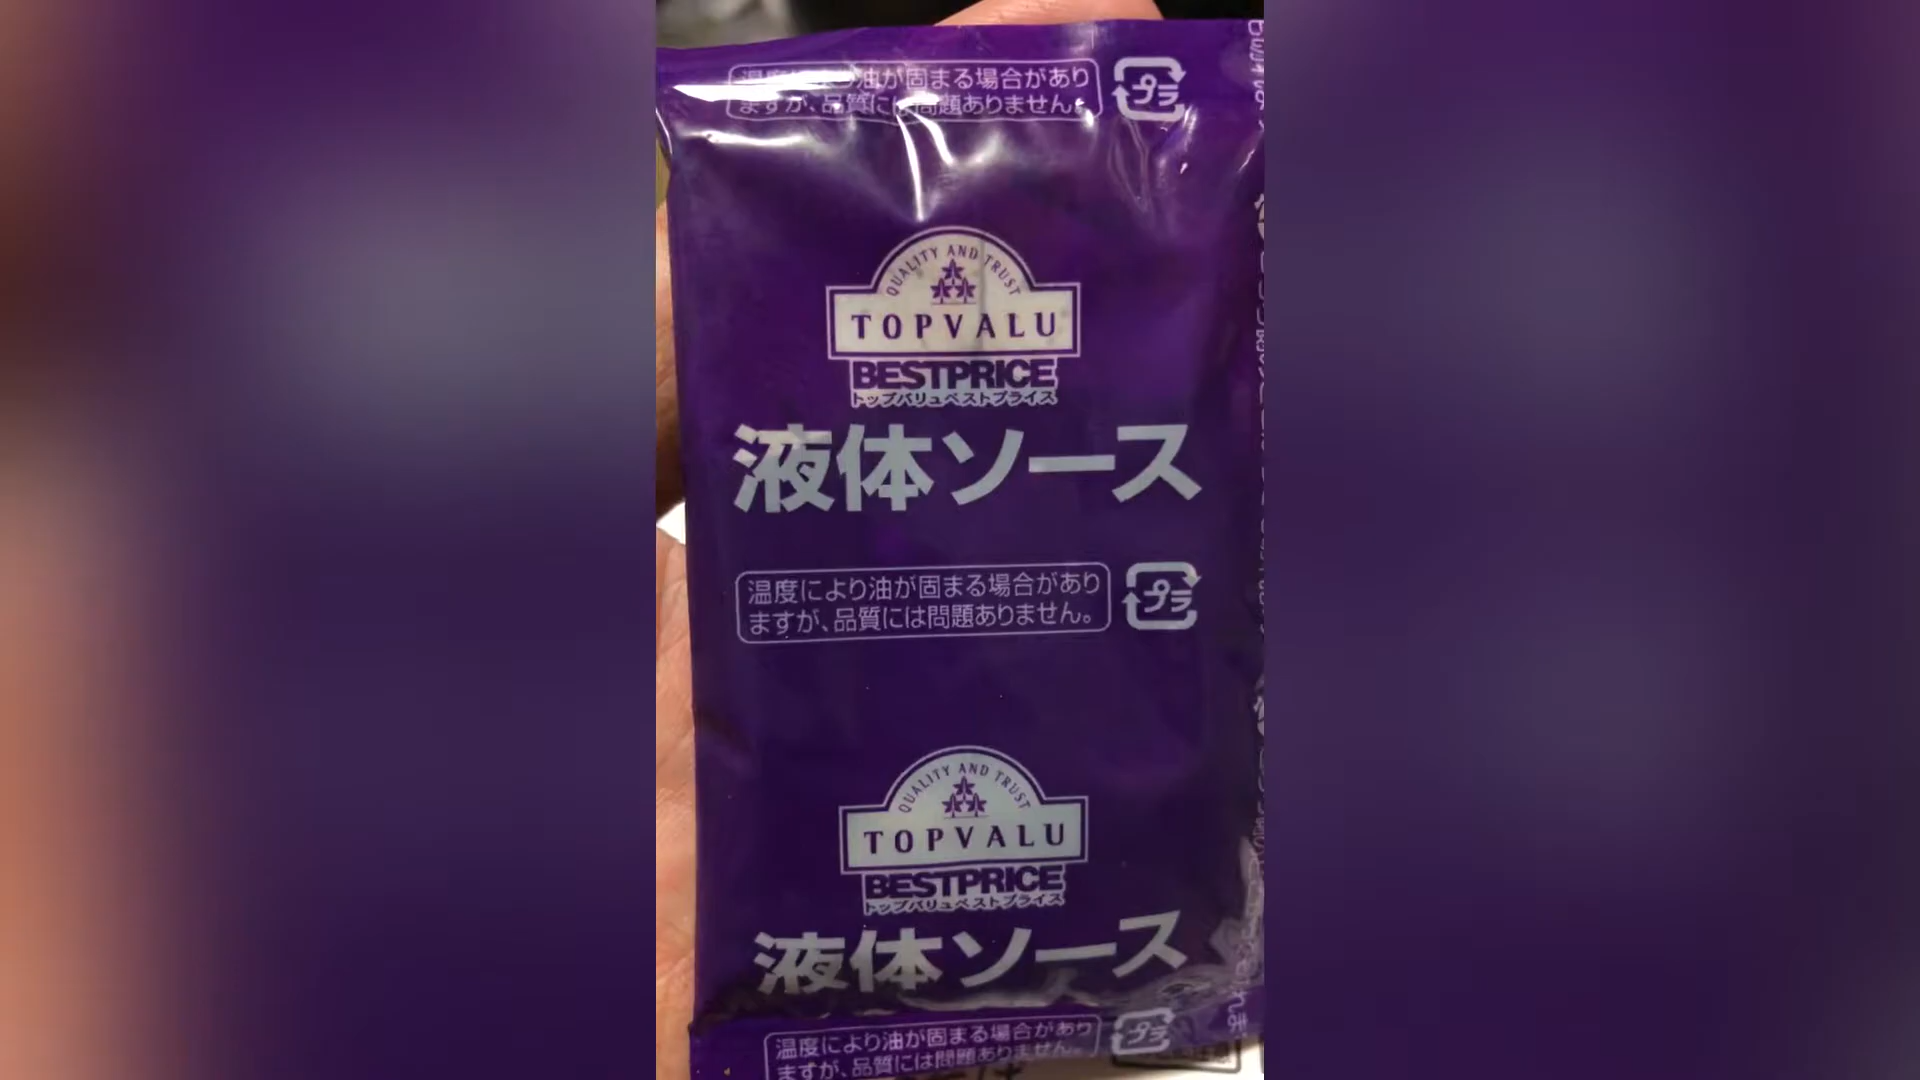 温度により油が固まる場合があり
ますが、品質には問題ありません。
プラ
QUALITY AND TRUST
TOPVALU
BESTPRICE
トップバリュベストプライス
液体ソース
温度により油が固まる場合があり
ますが、品質には問題ありません。
プラ
QUALITY AND TRUST
TOPVALU
BESTPRICE
トップバリュベストプライス
液体ソース
温度により油が固まる場合があり
ますが、品質には問題ありません。
プラ